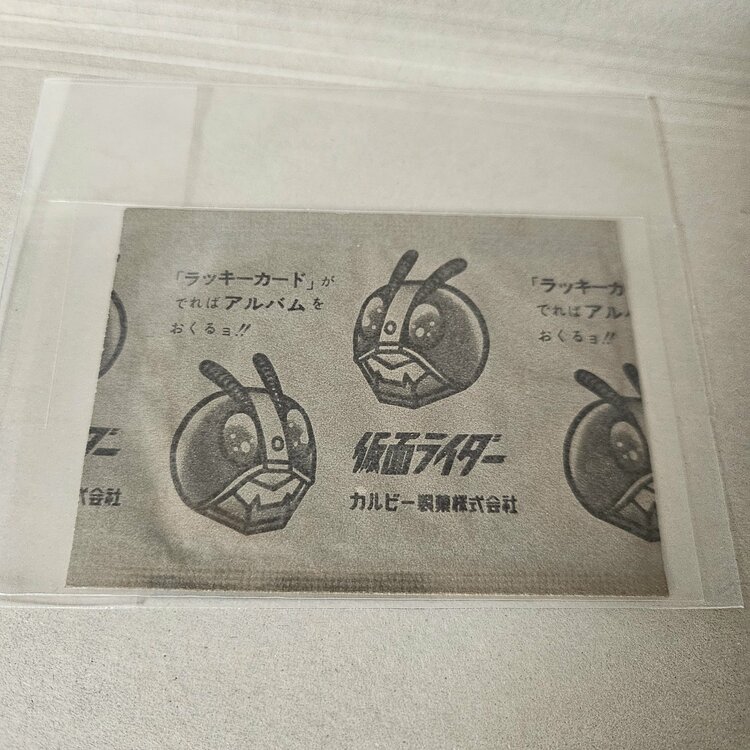 「ラッキーカード」が
でればアルバムを
おくるョ!!
仮面ライダー
カルビー製菓株式会社
「ラッキーカ
でればアル
おくるョ!!
ダー
式会社